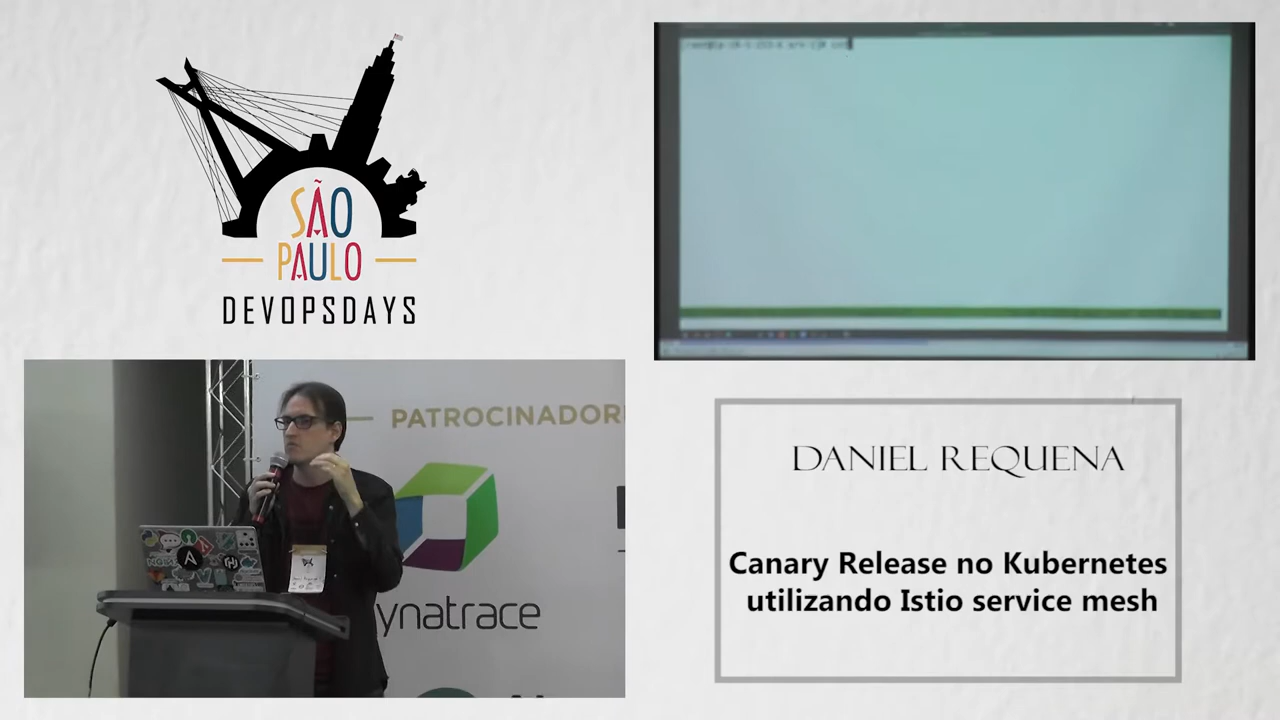 SÃO
PAULO
DEVOPSDAYS
PATROCINADOR
ynatrace
DANIEL REQUENA
Canary Release no Kubernetes
utilizando Istio service mesh